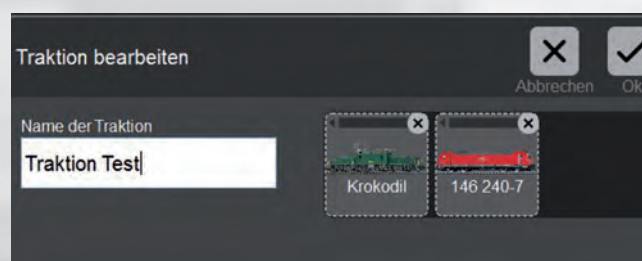 Traktion bearbeiten
Abbrechen
Ok
Name der Traktion
Traktion Test
Krokodil
146 240-7